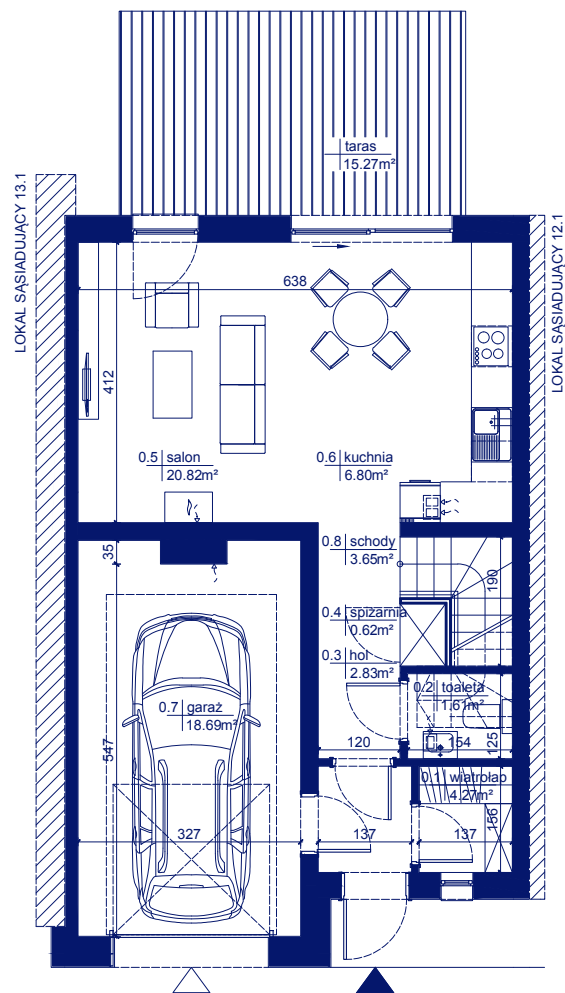 taras
15.27m²
LOKAL SĄSIADUJĄCY 13.1
LOKAL SĄSIADUJĄCY 12.1
638
412
0.5 salon
20.82m²
0.6 kuchnia
6.80m²
0.8 schody
3.65m²
35
190
0.4 spiżarnia
0.62m²
0.3 hol
2.83m²
0.2 toaleta
1.61m²
0.7 garaż
18.69m²
547
120
154
125
0.1 wiatrołap
4.27m²
156
327
137
137